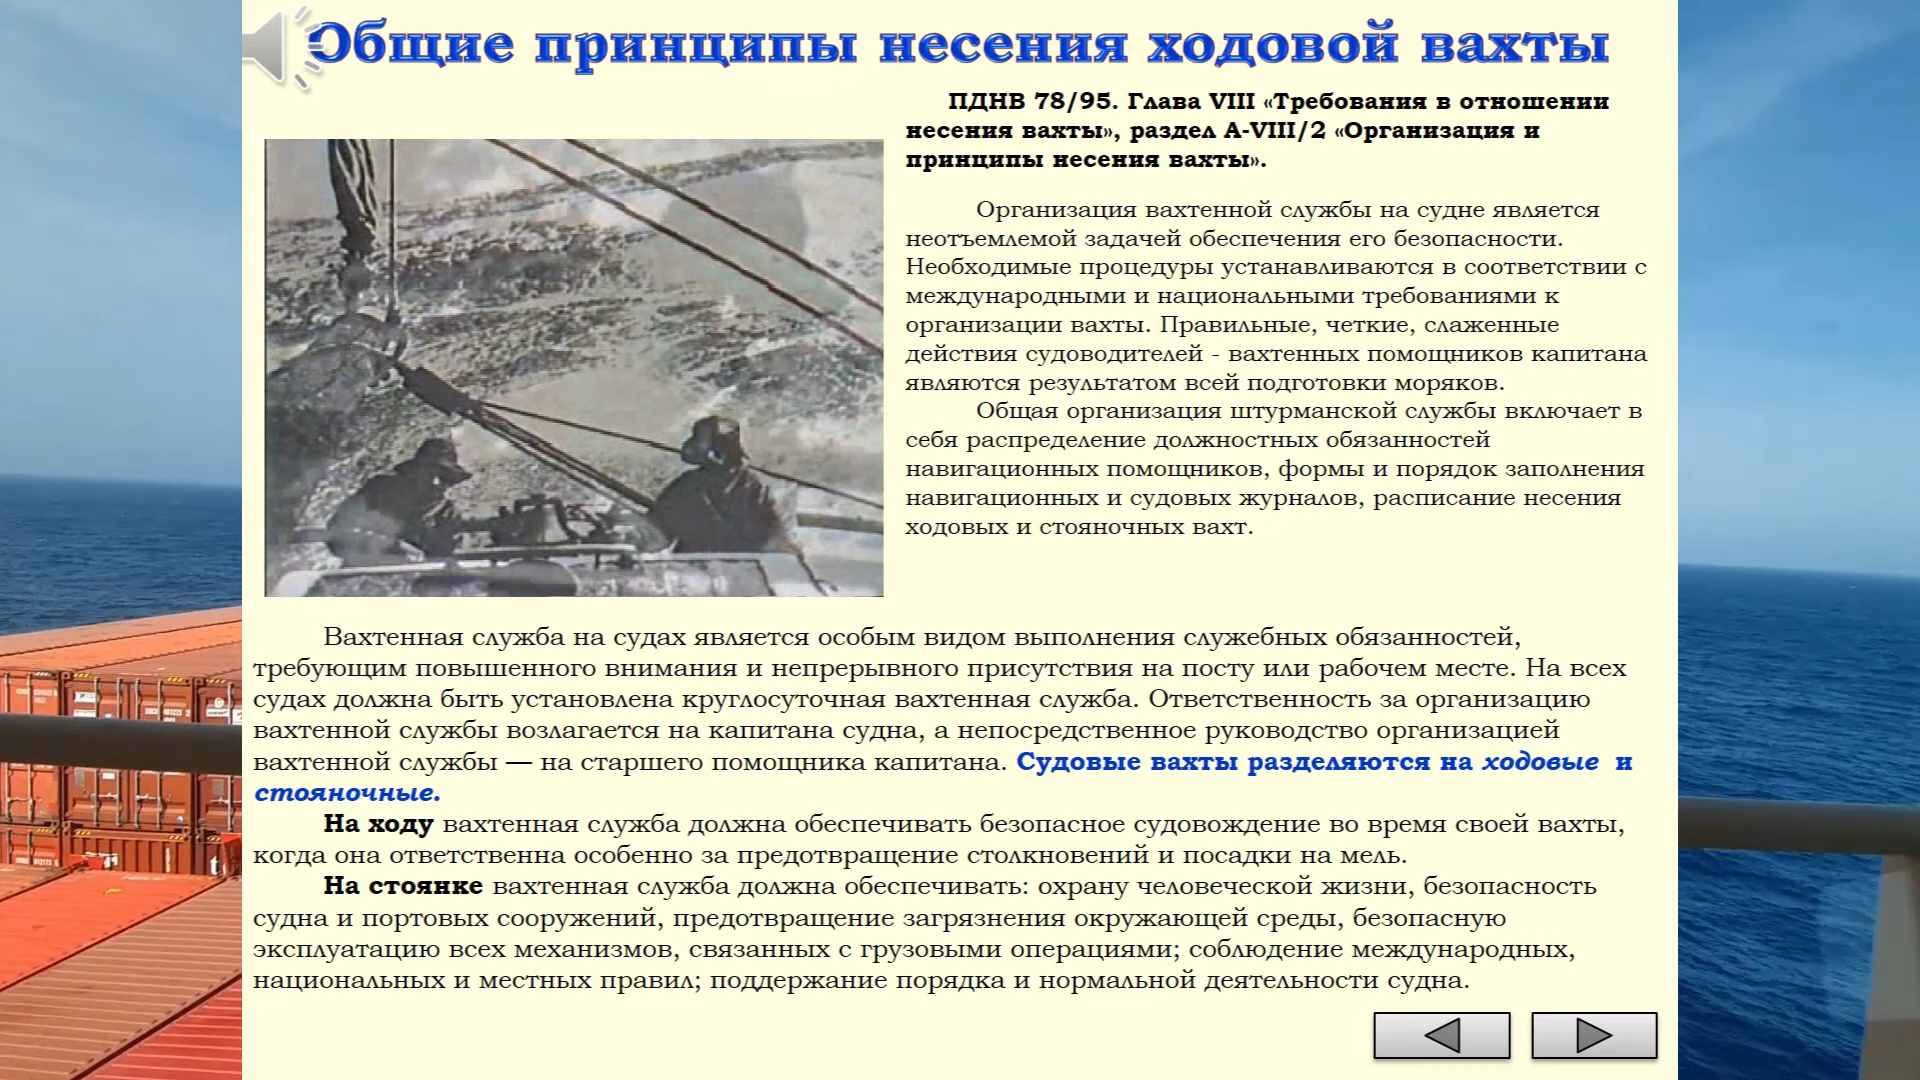 Общие принципы несения ходовой вахты
ПДНВ 78/95. Глава VIII «Требования в отношении
несения вахты», раздел A-VIII/2 «Организация и
принципы несения вахты».
Организация вахтенной службы на судне является
неотъемлемой задачей обеспечения его безопасности.
Необходимые процедуры устанавливаются в соответствии с
международными и национальными требованиями к
организации вахты. Правильные, четкие, слаженные
действия судоводителей - вахтенных помощников капитана
являются результатом всей подготовки моряков.
Общая организация штурманской службы включает в
себя распределение должностных обязанностей
навигационных помощников, формы и порядок заполнения
навигационных и судовых журналов, расписание несения
ходовых и стояночных вахт.
Вахтенная служба на судах является особым видом выполнения служебных обязанностей,
требующим повышенного внимания и непрерывного присутствия на посту или рабочем месте. На всех
судах должна быть установлена круглосуточная вахтенная служба. Ответственность за организацию
вахтенной службы возлагается на капитана судна, а непосредственное руководство организацией
вахтенной службы — на старшего помощника капитана. Судовые вахты разделяются на ходовые и
стояночные.
На ходу вахтенная служба должна обеспечивать безопасное судовождение во время своей вахты,
когда она ответственна особенно за предотвращение столкновений и посадки на мель.
На стоянке вахтенная служба должна обеспечивать: охрану человеческой жизни, безопасность
судна и портовых сооружений, предотвращение загрязнения окружающей среды, безопасную
эксплуатацию всех механизмов, связанных с грузовыми операциями; соблюдение международных,
национальных и местных правил; поддержание порядка и нормальной деятельности судна.